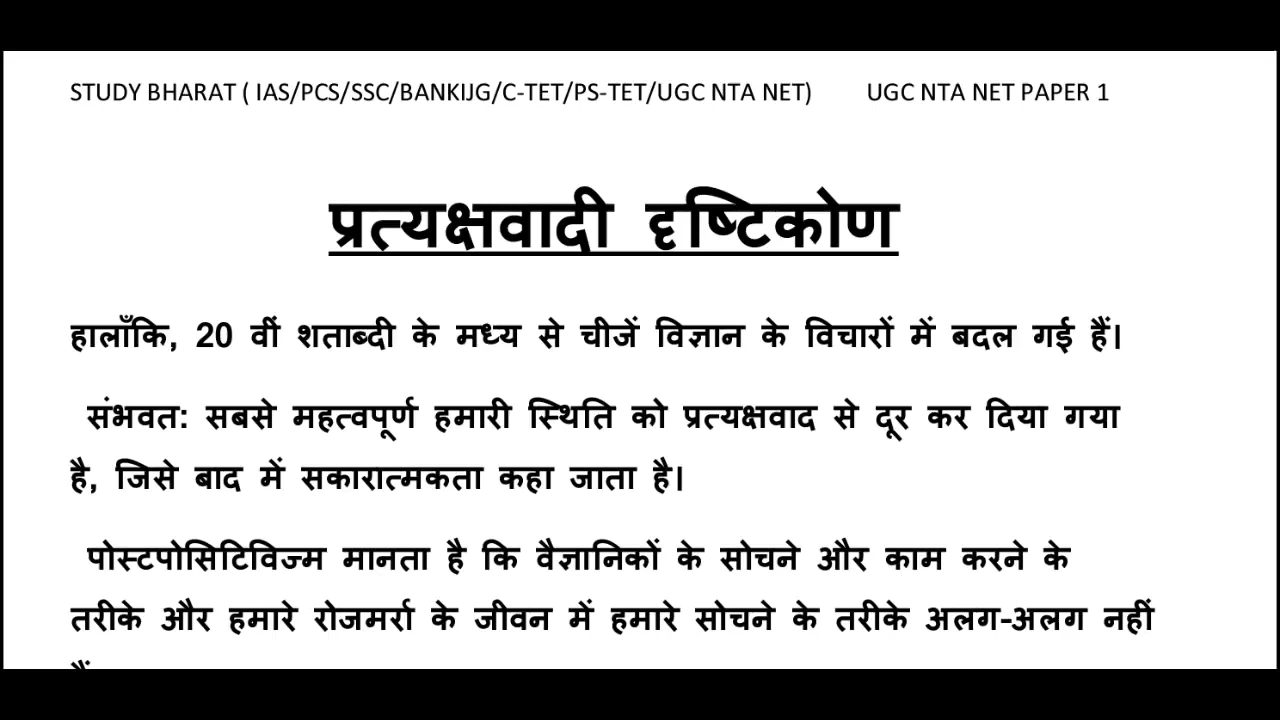 STUDY BHARAT ( IAS/PCS/SSC/BANKIJG/C-TET/PS-TET/UGC NTA NET) UGC NTA NET PAPER 1
प्रत्यक्षवादी दृष्टिकोण
हालाँकि, 20 वीं शताब्दी के मध्य से चीजें विज्ञान के विचारों में बदल गई हैं।
संभवत: सबसे महत्वपूर्ण हमारी स्थिति को प्रत्यक्षवाद से दूर कर दिया गया
है, जिसे बाद में सकारात्मकता कहा जाता है।
पोस्टपोसिटिविज्म मानता है कि वैज्ञानिकों के सोचने और काम करने के
तरीके और हमारे रोजमर्रा के जीवन में हमारे सोचने के तरीके अलग-अलग नहीं